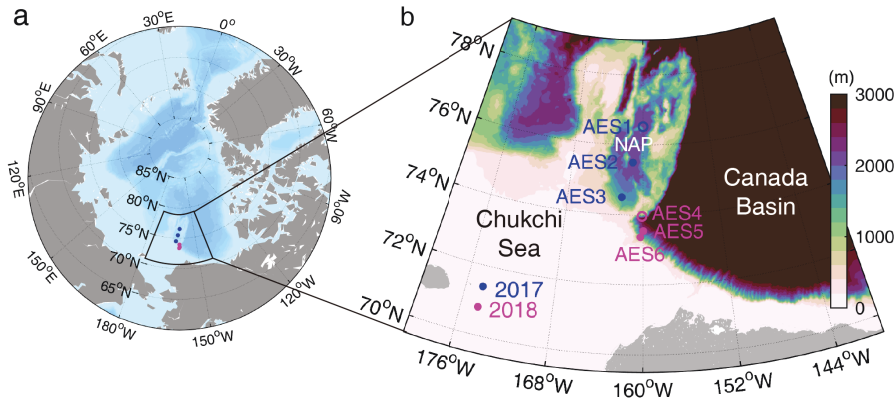 a
0°
30°E
30°W
60°E
60°W
90°E
90°W
120°E
120°W
150°E
150°W
180°W
85°N
80°N
75°N
70°N
65°N
b
78°N
76°N
74°N
72°N
70°N
176°W
168°W
160°W
152°W
144°W
AES1
NAP
AES2
AES3
AES4
AES5
AES6
Chukchi
Sea
Canada
Basin
2017
2018
(m)
3000
2000
1000
0